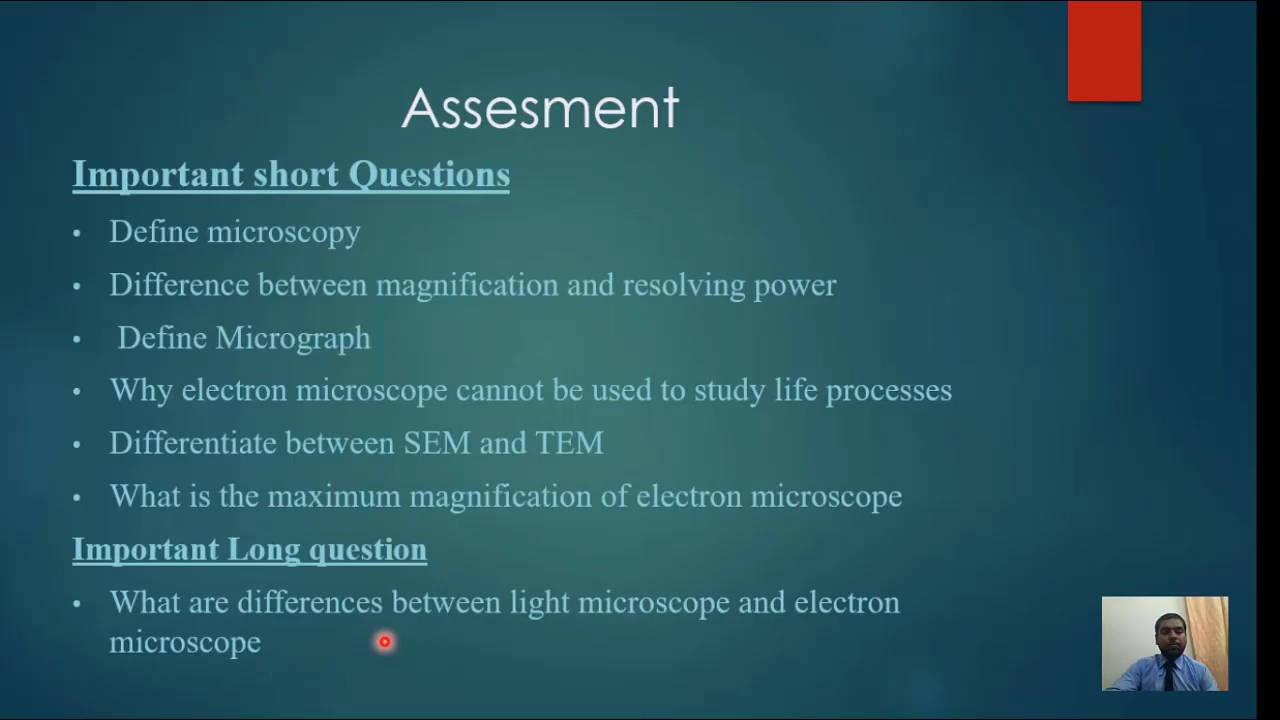 Assesment
Important short Questions
• Define microscopy
• Difference between magnification and resolving power
• Define Micrograph
• Why electron microscope cannot be used to study life processes
• Differentiate between SEM and TEM
• What is the maximum magnification of electron microscope
Important Long question
• What are differences between light microscope and electron
microscope